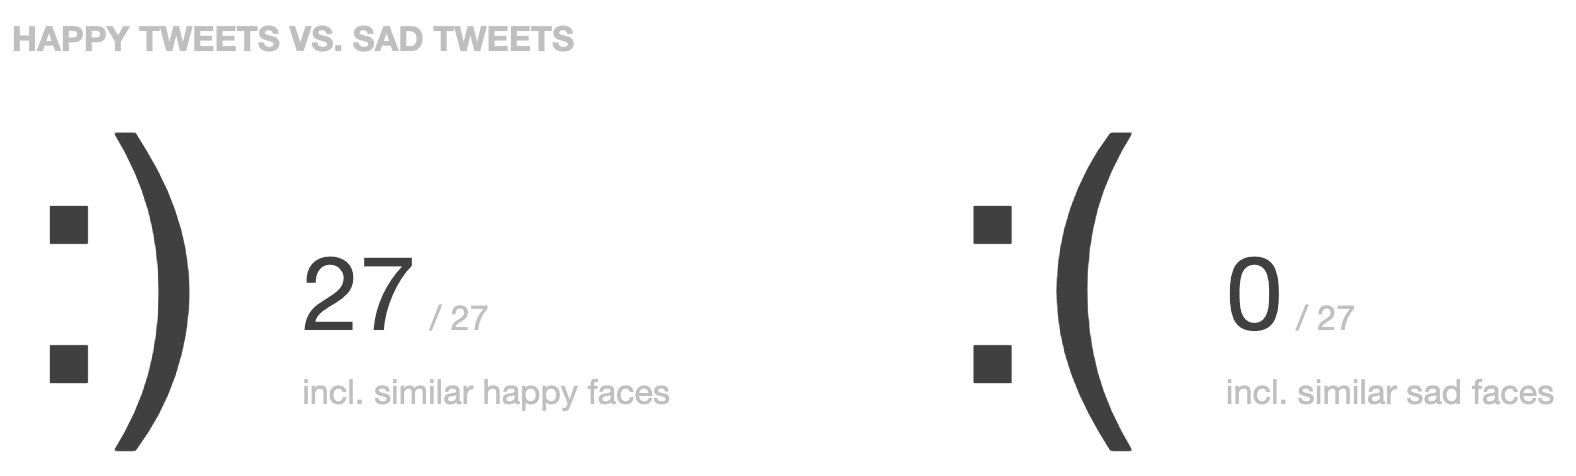 HAPPY TWEETS VS. SAD TWEETS
:) 27 / 27
incl. similar happy faces
:( 0 / 27
incl. similar sad faces